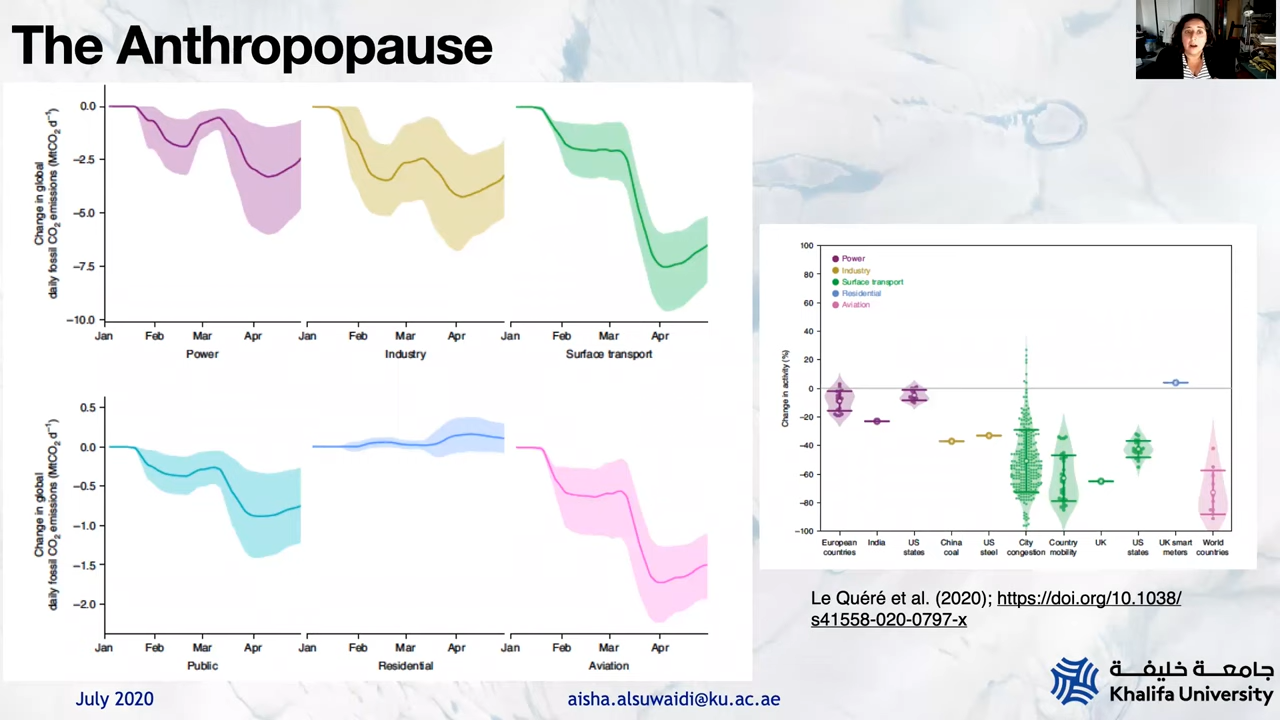 The Anthropopause
Change in global
daily fossil CO₂ emissions (MtCO₂ d⁻¹)
0.0
−2.5
−5.0
−7.5
−10.0
Jan Feb Mar Apr Jan Feb Mar Apr Jan Feb Mar Apr
Power Industry Surface transport
Change in global
daily fossil CO₂ emissions (MtCO₂ d⁻¹)
0.5
0.0
−0.5
−1.0
−1.5
−2.0
Jan Feb Mar Apr Jan Feb Mar Apr Jan Feb Mar Apr
Public Residential Aviation
Change in activity (%)
100
80
60
40
20
0
−20
−40
−60
−80
−100
Power
Industry
Surface transport
Residential
Aviation
European countries
India
US states
China coal
US steel
City congestion
Country mobility
UK
US states
UK smart meters
World countries
Le Quéré et al. (2020); https://doi.org/10.1038/
s41558-020-0797-x
July 2020
aisha.alsuwaidi@ku.ac.ae
جامعة خليفة
Khalifa University